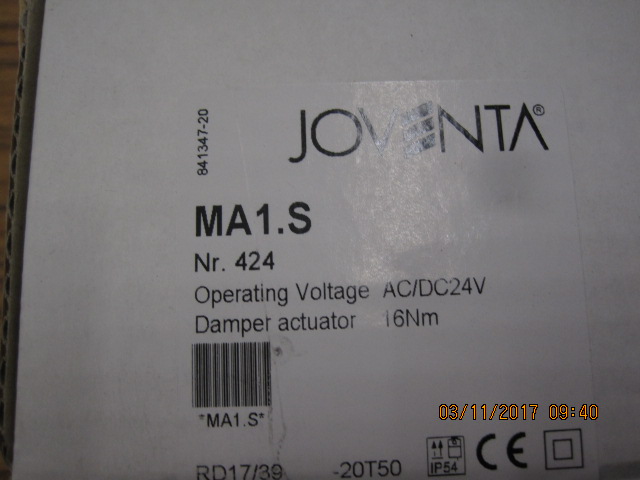 841347-20
JOVENTA®
MA1.S
Nr. 424
Operating Voltage AC/DC24V
Damper actuator 16Nm
*MA1.S*
03/11/2017 09:40
IP54 CE
RD17/39 -20T50